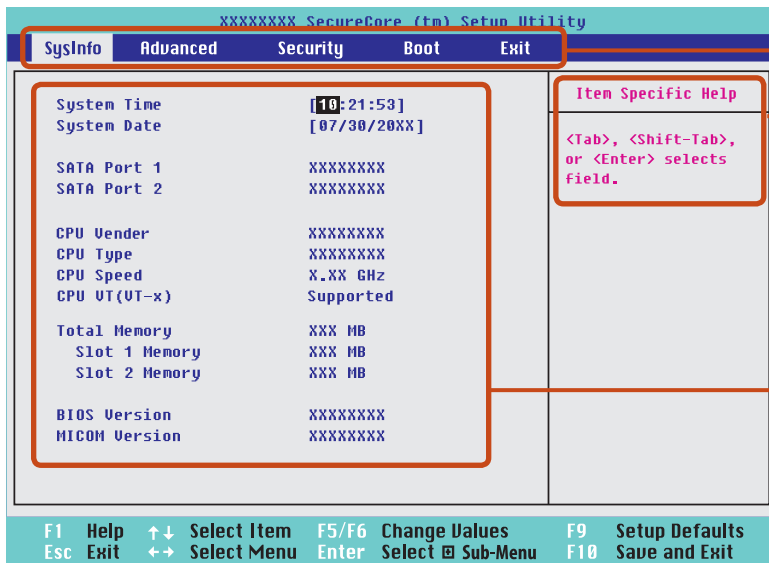 XXXXXXXX SecureCore (tm) Setup Utility
SysInfo Advanced Security Boot Exit
System Time [10:21:53]
System Date [07/30/20XX]
SATA Port 1 XXXXXXXX
SATA Port 2 XXXXXXXX
CPU Vender XXXXXXXX
CPU Type XXXXXXXX
CPU Speed X.XX GHz
CPU VT(VT-x) Supported
Total Memory XXX MB
Slot 1 Memory XXX MB
Slot 2 Memory XXX MB
BIOS Version XXXXXXXX
MICOM Version XXXXXXXX
Item Specific Help
<Tab>, <Shift-Tab>,
or <Enter> selects
field.
F1 Help ↑↓ Select Item F5/F6 Change Values F9 Setup Defaults
Esc Exit ←→ Select Menu Enter Select ⊡ Sub-Menu F10 Save and Exit